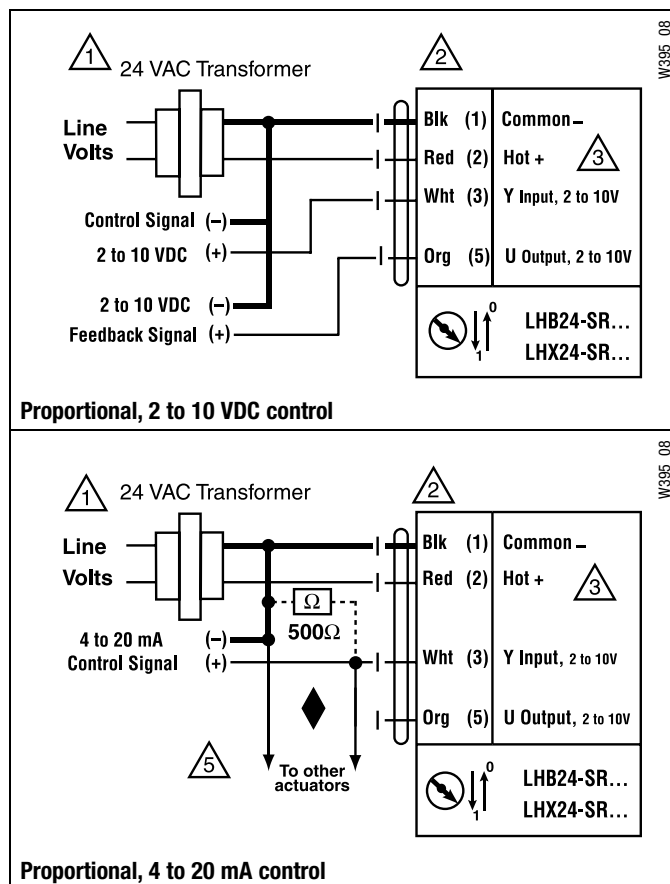 W395_08
1 24 VAC Transformer 2
Line
Volts
Blk (1) Common –
Red (2) Hot + 3
Wht (3) Y Input, 2 to 10V
Control Signal (–)
2 to 10 VDC (+)
Org (5) U Output, 2 to 10V
2 to 10 VDC (–)
Feedback Signal (+)
0
1
LHB24-SR...
LHX24-SR...
Proportional, 2 to 10 VDC control
W395_08
1 24 VAC Transformer 2
Line
Volts
Blk (1) Common –
Red (2) Hot + 3
Ω
500Ω
4 to 20 mA (–)
Control Signal (+)
Wht (3) Y Input, 2 to 10V
Org (5) U Output, 2 to 10V
5
To other
actuators
0
1
LHB24-SR...
LHX24-SR...
Proportional, 4 to 20 mA control